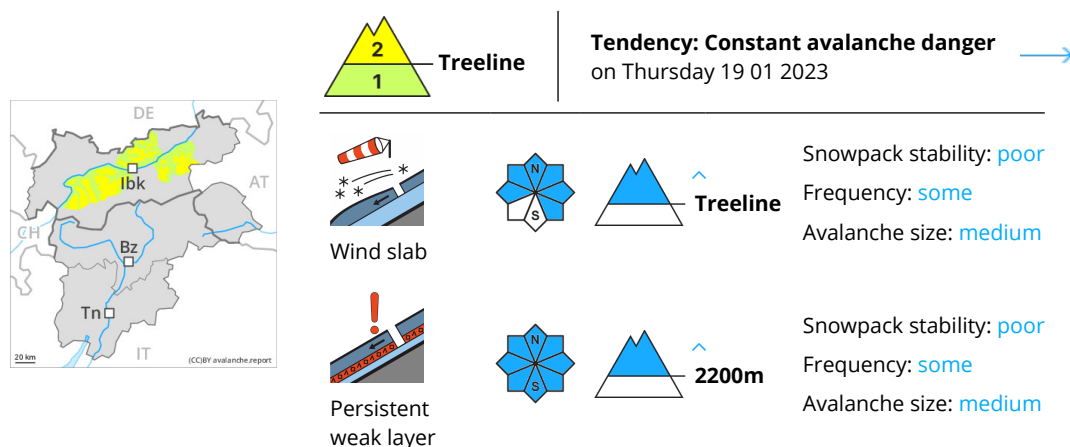 2
1
Treeline
Tendency: Constant avalanche danger
on Thursday 19 01 2023
DE
Ibk
AT
CH
Bz
Tn
IT
20 km
(CC)BY avalanche.report
N
S
Treeline
Wind slab
Snowpack stability: poor
Frequency: some
Avalanche size: medium
N
S
2200m
Persistent
weak layer
Snowpack stability: poor
Frequency: some
Avalanche size: medium